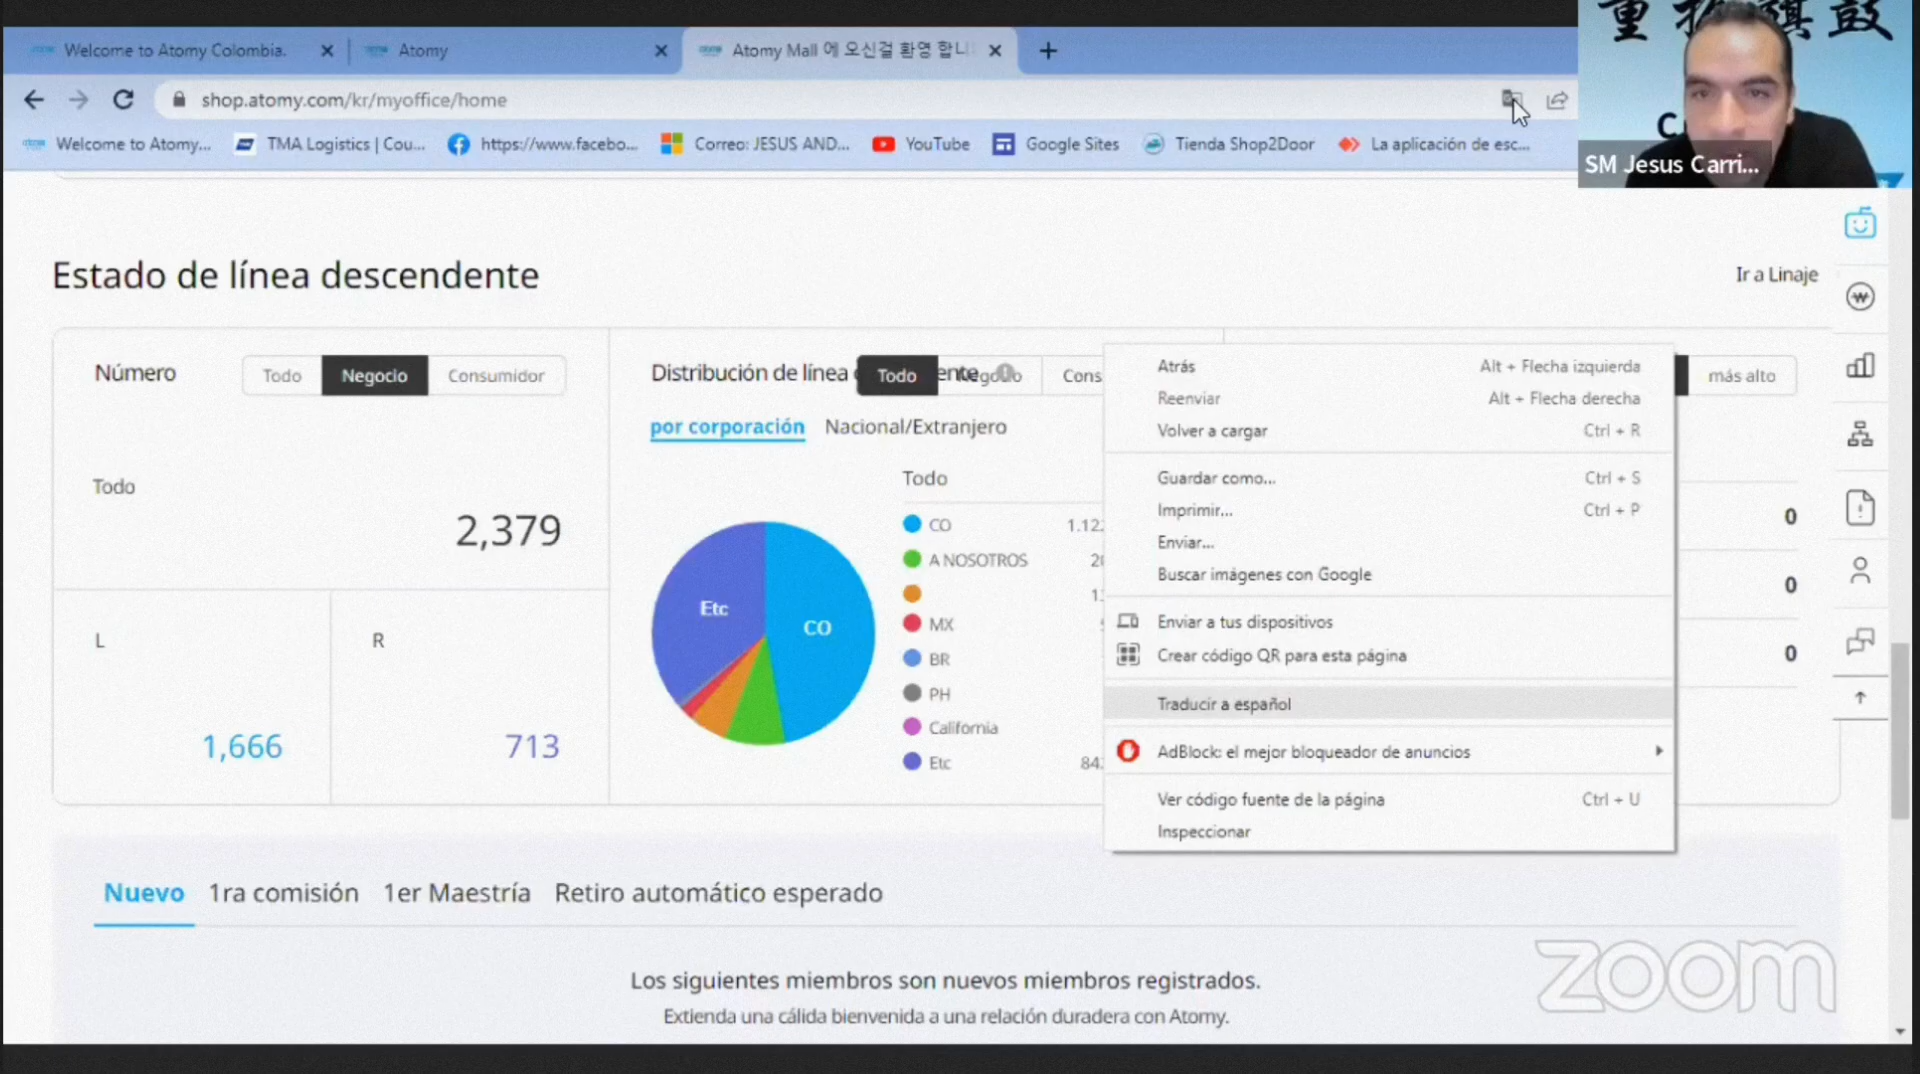 重振旗鼓
Welcome to Atomy Colombia.
Atomy
Atomy Mall 에 오신걸 환영 합니
shop.atomy.com/kr/myoffice/home
Welcome to Atomy...
TMA Logistics | Cou...
https://www.facebo...
Correo: JESUS AND...
YouTube
Google Sites
Tienda Shop2Door
La aplicación de esc...
SM Jesus Carri...
Estado de línea descendente
Ir a Linaje
Número
Todo
Negocio
Consumidor
Distribución de línea
Todo
Cons
más alto
por corporación
Nacional/Extranjero
Todo
2,379
L
1,666
R
713
Etc
CO
Todo
CO
A NOSOTROS
MX
BR
PH
California
Etc
Atrás Alt + Flecha izquierda
Reenviar Alt + Flecha derecha
Volver a cargar Ctrl + R
Guardar como... Ctrl + S
Imprimir... Ctrl + P
Enviar...
Buscar imágenes con Google
Enviar a tus dispositivos
Crear código QR para esta página
Traducir a español
AdBlock: el mejor bloqueador de anuncios
Ver código fuente de la página Ctrl + U
Inspeccionar
0
0
0
Nuevo
1ra comisión
1er Maestría
Retiro automático esperado
Los siguientes miembros son nuevos miembros registrados.
Extienda una cálida bienvenida a una relación duradera con Atomy.
zoom